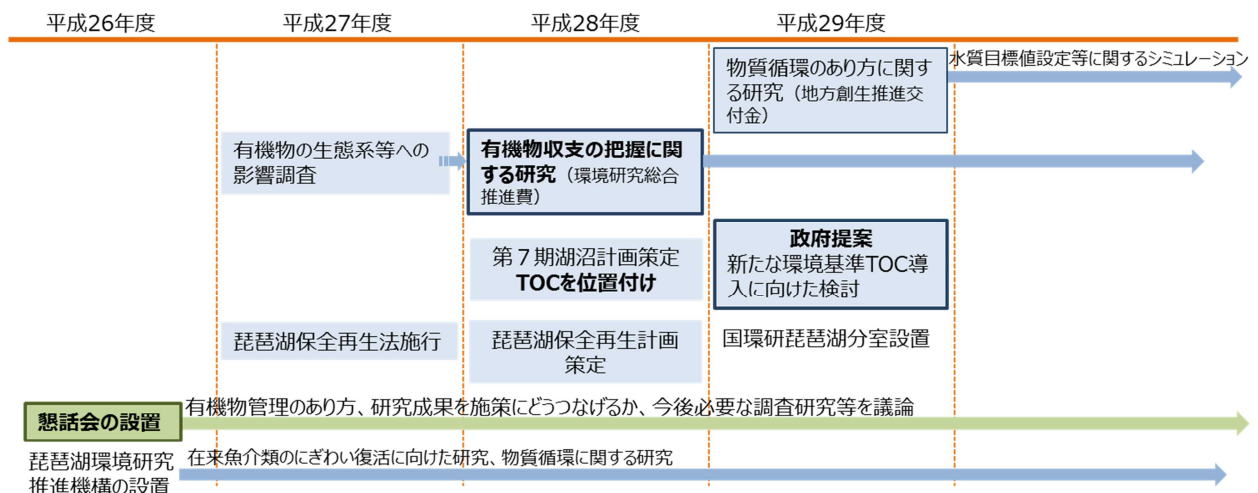 平成26年度
平成27年度
平成28年度
平成29年度
物質循環のあり方に関す
る研究（地方創生推進交
付金）
水質目標値設定等に関するシミュレーション
有機物の生態系等への
影響調査
有機物収支の把握に関
する研究（環境研究総合
推進費）
第７期湖沼計画策定
TOCを位置付け
政府提案
新たな環境基準TOC導
入に向けた検討
琵琶湖保全再生法施行
琵琶湖保全再生計画
策定
国環研琵琶湖分室設置
懇話会の設置
有機物管理のあり方、研究成果を施策にどうつなげるか、今後必要な調査研究等を議論
琵琶湖環境研究
推進機構の設置
在来魚介類のにぎわい復活に向けた研究、物質循環に関する研究